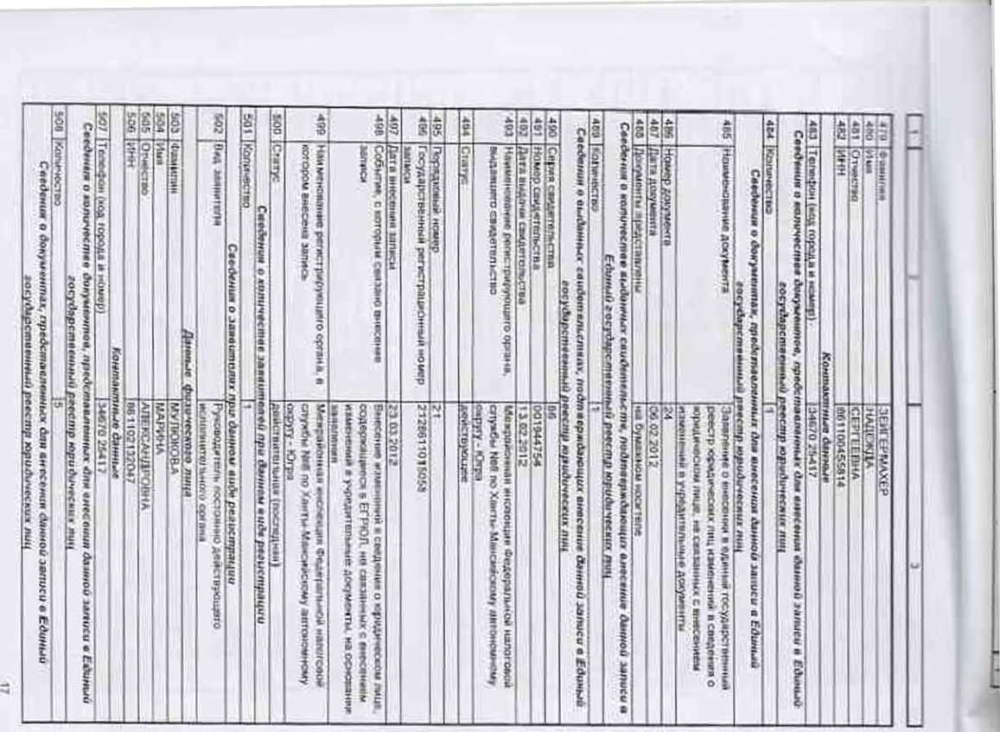 1 2 3
479 Фамилия ЗЕЙГЕРМАХЕР
480 Имя НАДЕЖДА
481 Отчество СЕРГЕЕВНА
482 ИНН 861100455814
Контактные данные
483 Телефон (код города и номер) 34670 25417
Сведения о количестве документов, представленных для внесения данной записи в Единый
государственный реестр юридических лиц
484 Количество 1
Сведения о документах, представленных для внесения данной записи в Единый
государственный реестр юридических лиц
485 Наименование документа Заявление о внесении в единый государственный
реестр юридических лиц изменений в сведения о
юридическом лице, не связанных с внесением
изменений в учредительные документы
486 Номер документа 24
487 Дата документа 06.02.2012
488 Документы представлены на бумажном носителе
Сведения о количестве выданных свидетельств, подтверждающих внесение данной записи в
Единый государственный реестр юридических лиц
489 Количество 1
Сведения о выданных свидетельствах, подтверждающих внесение данной записи в Единый
государственный реестр юридических лиц
490 Серия свидетельства 86
491 Номер свидетельства 001944754
492 Дата выдачи свидетельства 13.02.2012
493 Наименование регистрирующего органа, Межрайонная инспекция Федеральной налоговой
выдавшего свидетельство службы №8 по Ханты-Мансийскому автономному
округу - Югра
494 Статус действующее
495 Порядковый номер 21
496 Государственный регистрационный номер 2128611015058
записи
497 Дата внесения записи 23.03.2012
498 Событие, с которым связано внесение Внесение изменений в сведения о юридическом лице,
записи содержащиеся в ЕГРЮЛ, не связанных с внесением
изменений в учредительные документы, на основании
заявления
499 Наименование регистрирующего органа, в Межрайонная инспекция Федеральной налоговой
котором внесена запись службы №8 по Ханты-Мансийскому автономному
округу - Югра
500 Статус действительная (последняя)
Сведения о количестве заявителей при данном виде регистрации
501 Количество 1
Сведения о заявителях при данном виде регистрации
502 Вид заявителя Руководитель постоянно действующего
исполнительного органа
Данные физического лица
503 Фамилия МУЛЮКОВА
504 Имя МАРИНА
505 Отчество АЛЕКСАНДРОВНА
506 ИНН 861102132047
Контактные данные
507 Телефон (код города и номер) 34670 25417
Сведения о количестве документов, представленных для внесения данной записи в Единый
государственный реестр юридических лиц
508 Количество 5
Сведения о документах, представленных для внесения данной записи в Единый
государственный реестр юридических лиц
17